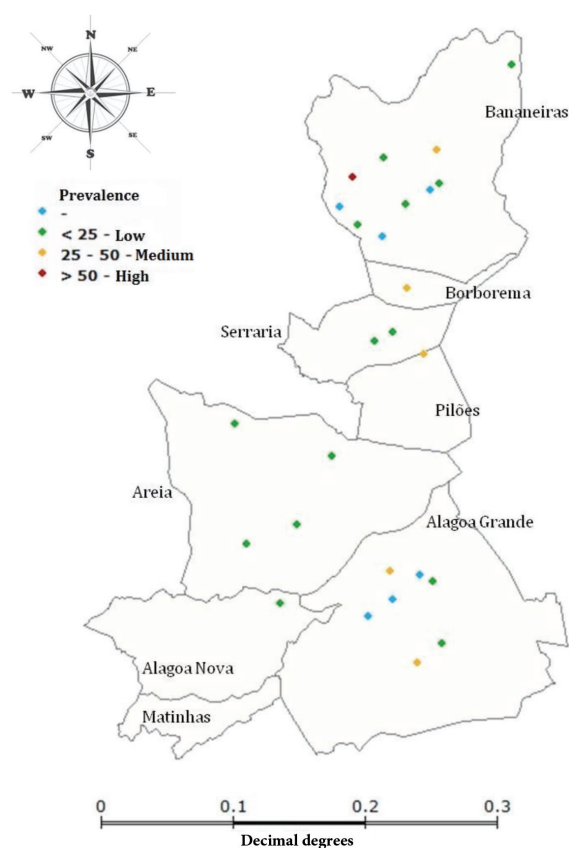 N
NW
NE
W
E
SW
SE
S
Prevalence
-
< 25 - Low
25 - 50 - Medium
> 50 - High
Bananeiras
Borborema
Serraria
Pilões
Areia
Alagoa Grande
Alagoa Nova
Matinhas
0 0.1 0.2 0.3
Decimal degrees